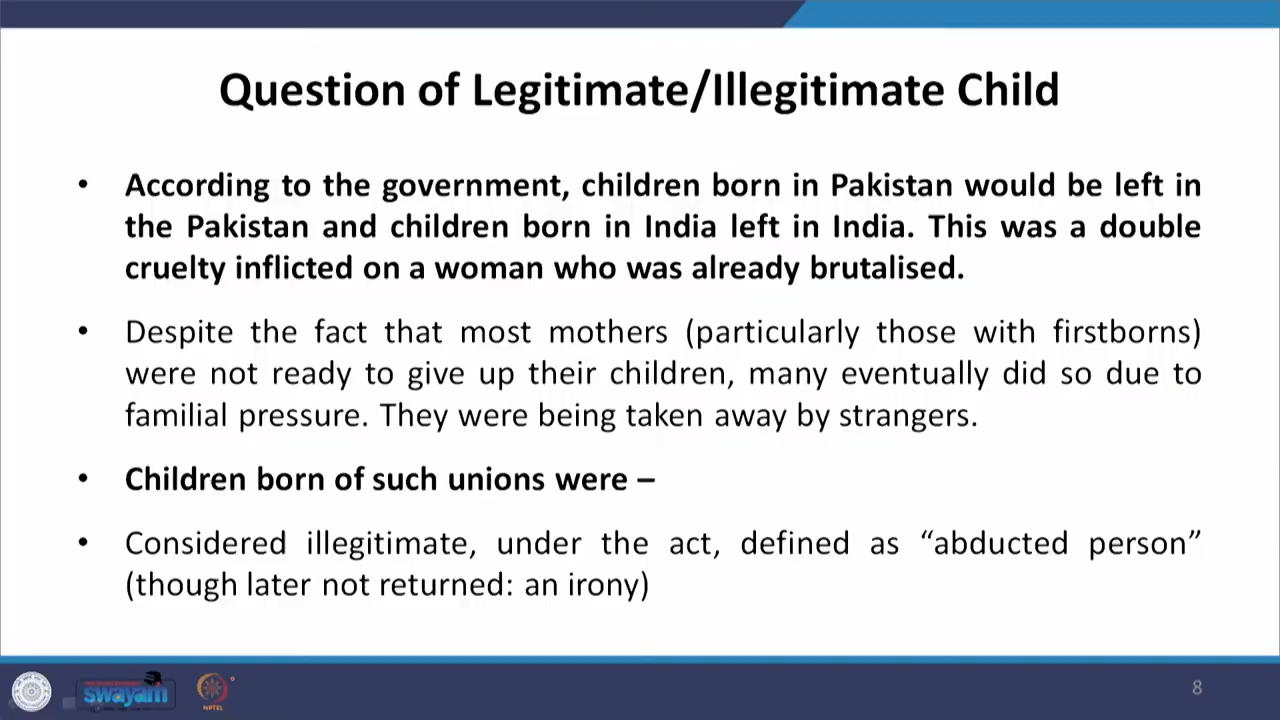 Question of Legitimate/Illegitimate Child
• According to the government, children born in Pakistan would be left in
the Pakistan and children born in India left in India. This was a double
cruelty inflicted on a woman who was already brutalised.
• Despite the fact that most mothers (particularly those with firstborns)
were not ready to give up their children, many eventually did so due to
familial pressure. They were being taken away by strangers.
• Children born of such unions were –
• Considered illegitimate, under the act, defined as “abducted person”
(though later not returned: an irony)
swayam
NPTEL
8